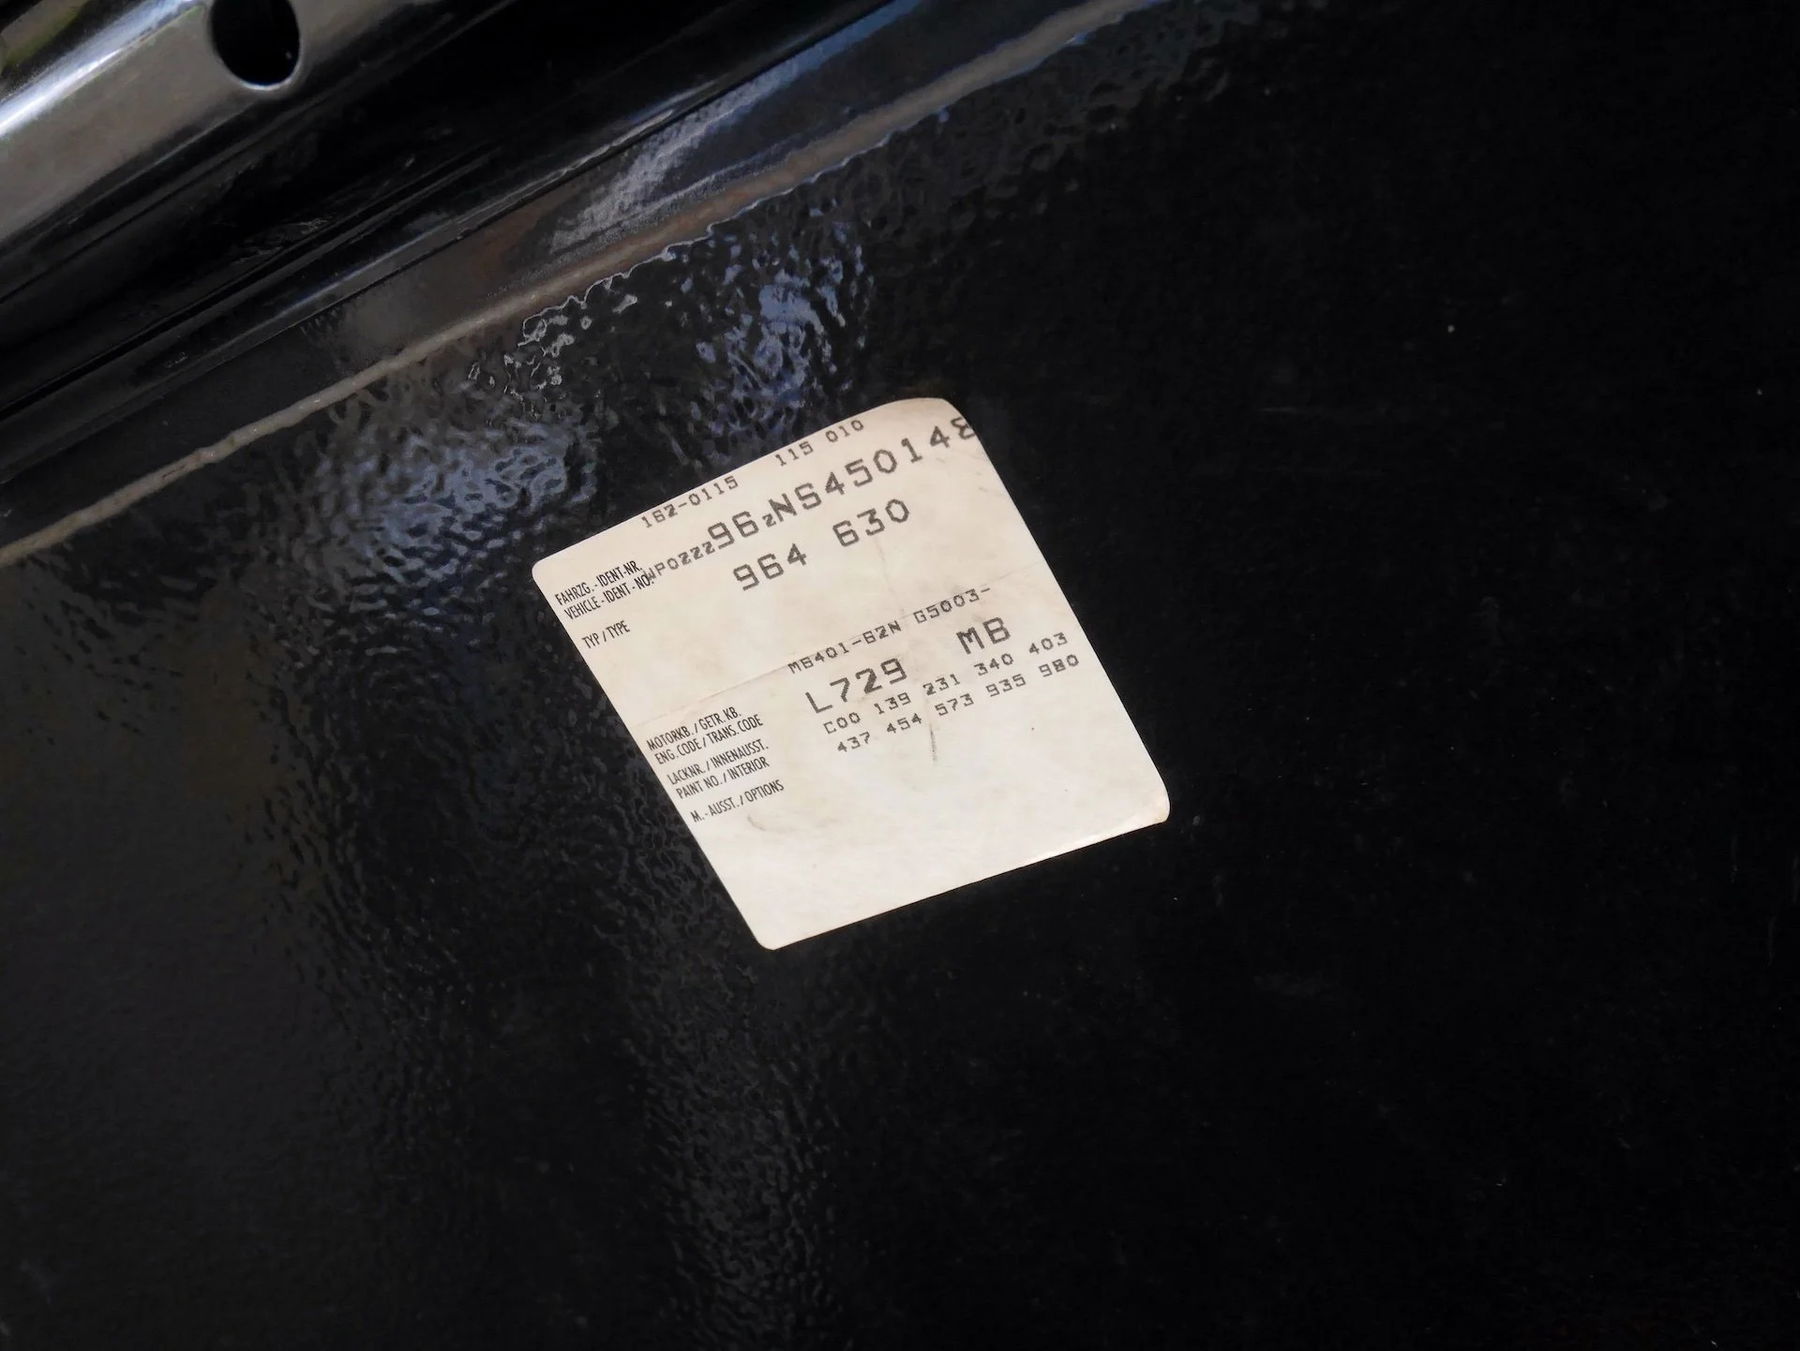 162-0115 115 010
FAHRZG.-IDENT-NR.
VEHICLE-IDENT-NO. WP0ZZZ96ZNS450148
TYP/TYPE 964 630
MOTORKB./GETR.KB.
ENG.CODE/TRANS.CODE M6401-62N G5003-
LACKNR./INNENAUSST.
PAINT NO./INTERIOR L729 MB
M.-AUSST./OPTIONS C00 139 231 340 403
437 454 573 935 980